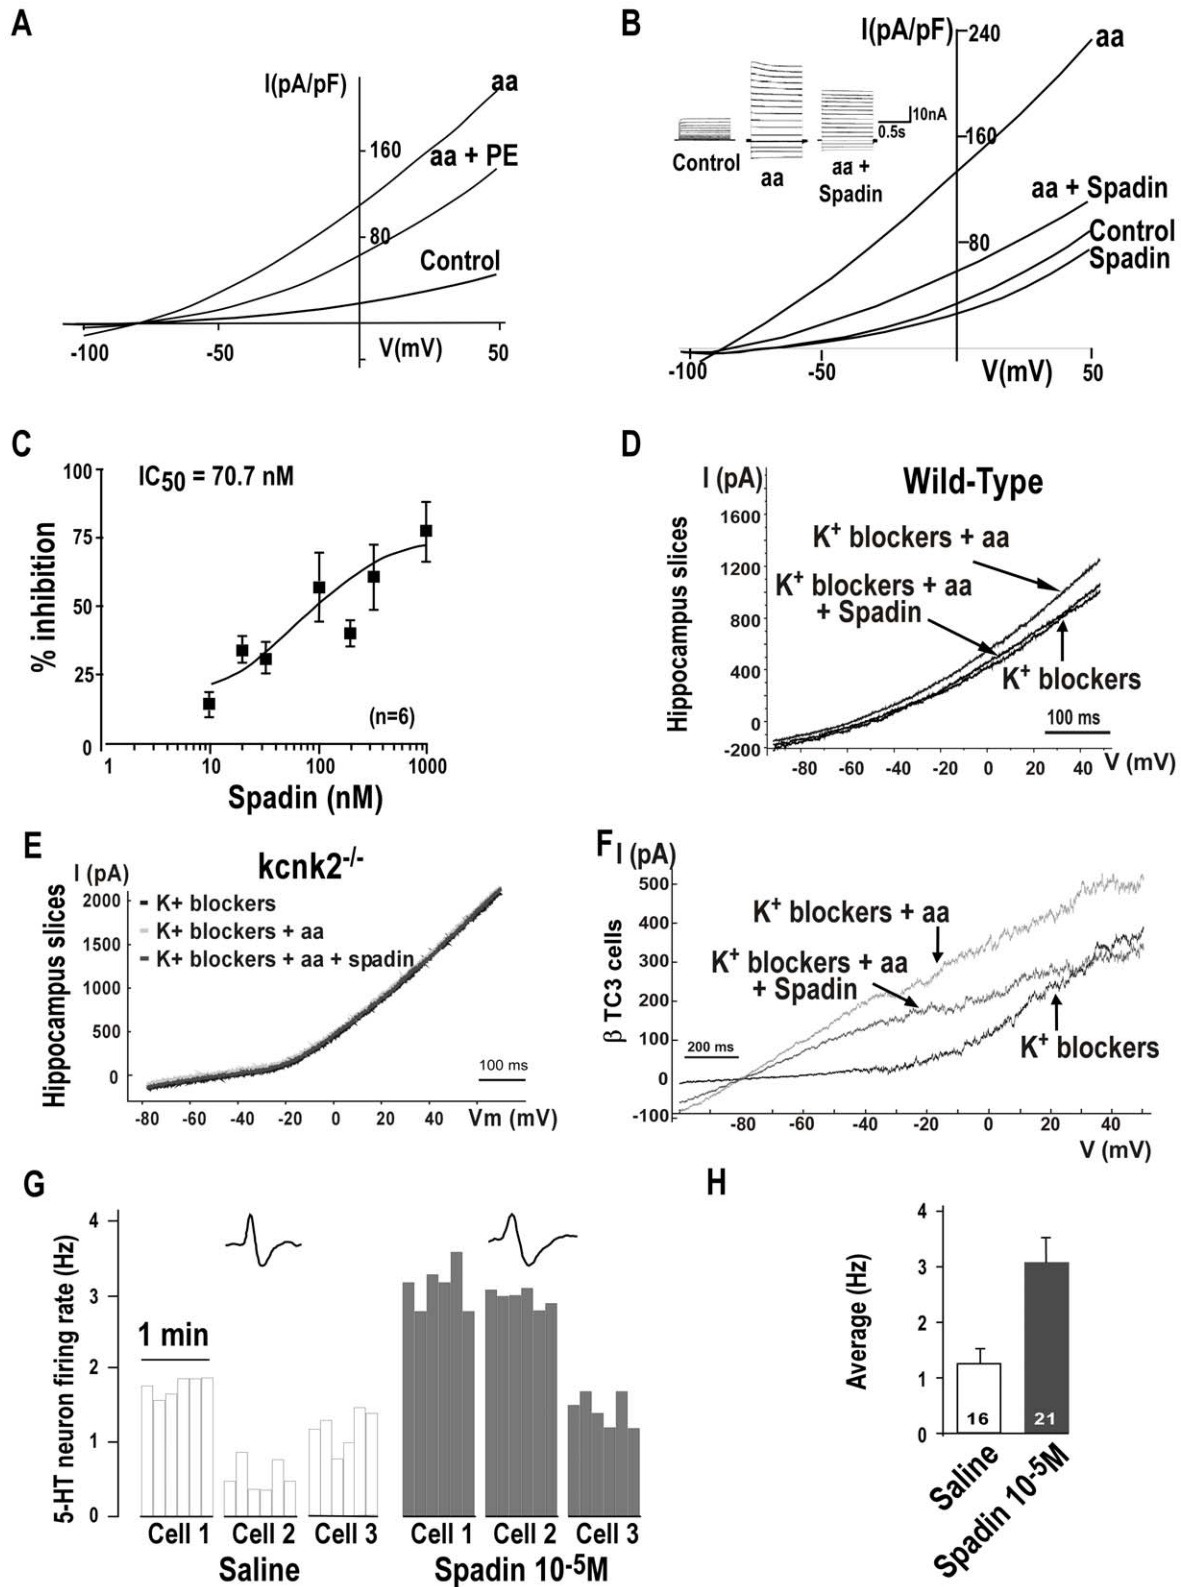 A
I(pA/pF)
aa
160
aa + PE
80
Control
-100
-50
V(mV)
50
B
I(pA/pF)
240
aa
10nA
0.5s
160
Control
aa
aa +
Spadin
aa + Spadin
80
Control
Spadin
-100
-50
V(mV)
50
C
100
IC50 = 70.7 nM
75
% inhibition
50
25
(n=6)
0
1
10
100
1000
Spadin (nM)
D
I (pA)
Wild-Type
Hippocampus slices
1600
K+ blockers + aa
1200
K+ blockers + aa
+ Spadin
800
K+ blockers
400
100 ms
0
-200
-80
-60
-40
-20
0
20
40
V (mV)
E
kcnk2-/-
I (pA)
Hippocampus slices
2000
K+ blockers
K+ blockers + aa
1500
K+ blockers + aa + spadin
1000
500
100 ms
0
-80
-60
-40
-20
0
20
40
Vm (mV)
F
I (pA)
β TC3 cells
500
K+ blockers + aa
400
K+ blockers + aa
+ Spadin
300
200
K+ blockers
200 ms
100
0
-100
-80
-60
-40
-20
0
20
40
V (mV)
G
5-HT neuron firing rate (Hz)
4
3
1 min
2
1
0
Cell 1
Cell 2
Cell 3
Cell 1
Cell 2
Cell 3
Saline
Spadin 10-5M
H
Average (Hz)
4
3
2
1
0
16
21
Saline
Spadin 10-5M